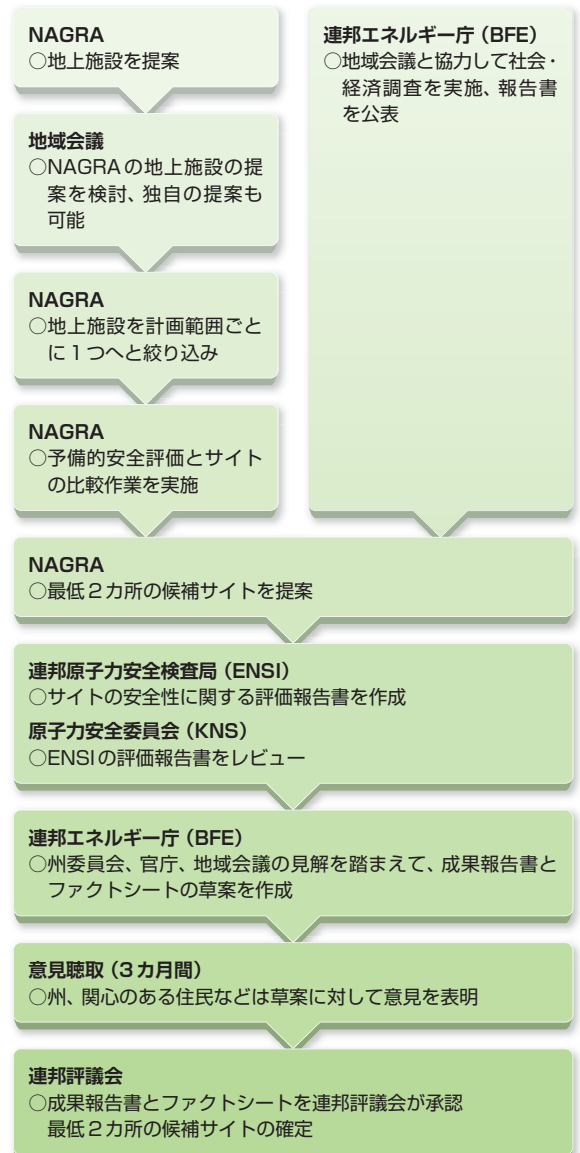 NAGRA
○地上施設を提案
地域会議
○NAGRAの地上施設の提
案を検討、独自の提案も
可能
NAGRA
○地上施設を計画範囲ごと
に1つへと絞り込み
NAGRA
○予備的安全評価とサイト
の比較作業を実施
連邦エネルギー庁（BFE）
○地域会議と協力して社会・
経済調査を実施、報告書
を公表
NAGRA
○最低2カ所の候補サイトを提案
連邦原子力安全検査局（ENSI）
○サイトの安全性に関する評価報告書を作成
原子力安全委員会（KNS）
○ENSIの評価報告書をレビュー
連邦エネルギー庁（BFE）
○州委員会、官庁、地域会議の見解を踏まえて、成果報告書と
ファクトシートの草案を作成
意見聴取（3カ月間）
○州、関心のある住民などは草案に対して意見を表明
連邦評議会
○成果報告書とファクトシートを連邦評議会が承認
最低2カ所の候補サイトの確定